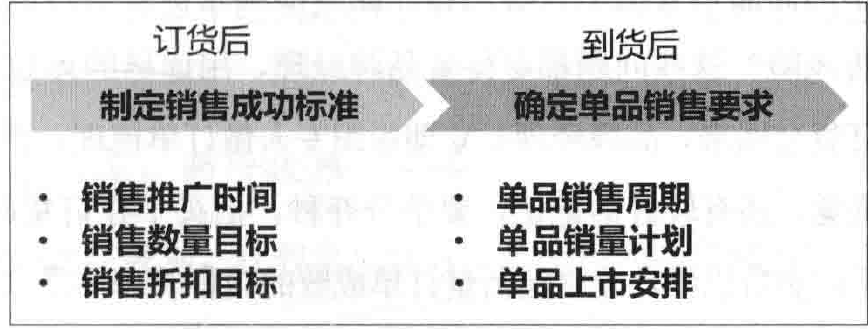 订货后
到货后
制定销售成功标准
确定单品销售要求
· 销售推广时间
· 销售数量目标
· 销售折扣目标
· 单品销售周期
· 单品销量计划
· 单品上市安排